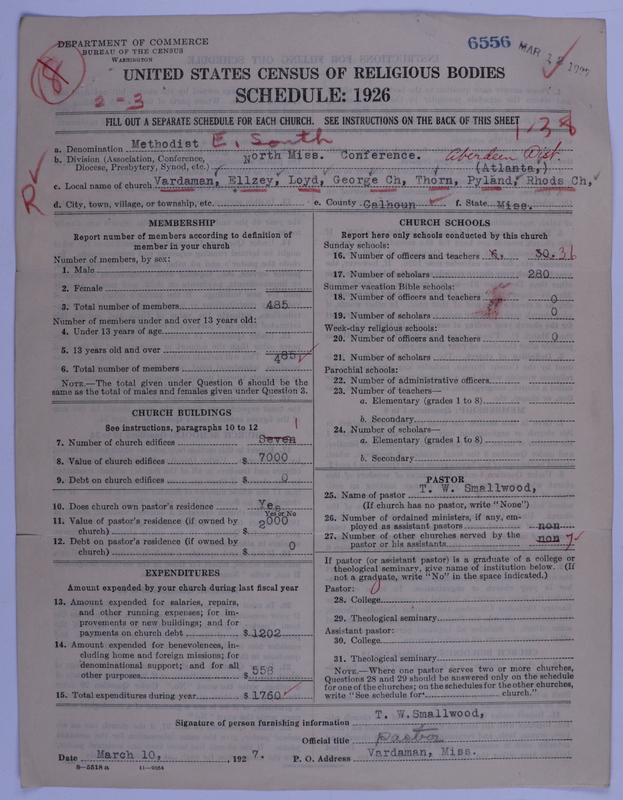 DEPARTMENT OF COMMERCE
BUREAU OF THE CENSUS
WASHINGTON
6556
MAR
8
2-3
UNITED STATES CENSUS OF RELIGIOUS BODIES
SCHEDULE: 1926
FILL OUT A SEPARATE SCHEDULE FOR EACH CHURCH. SEE INSTRUCTIONS ON THE BACK OF THIS SHEET
1-38
a. Denomination Methodist E. South
b. Division (Association, Conference, Diocese, Presbytery, Synod, etc.) North Miss. Conference. Aberdeen Dist.
(Atlanta,)
c. Local name of church Vardaman, Ellzey, Loyd, George Ch, Thorn, Pyland, Rhods Ch,
R
d. City, town, village, or township, etc. e. County Calhoun f. State Miss.
MEMBERSHIP
Report number of members according to definition of
member in your church
Number of members, by sex:
1. Male
2. Female
3. Total number of members 485
Number of members under and over 13 years old:
4. Under 13 years of age
5. 13 years old and over
485
6. Total number of members
NOTE.—The total given under Question 6 should be the
same as the total of males and females given under Question 3.
CHURCH BUILDINGS
See instructions, paragraphs 10 to 12
7. Number of church edifices Seven 1
8. Value of church edifices $ 7000
9. Debt on church edifices $ 0
10. Does church own pastor's residence Yes
Yes or No
11. Value of pastor's residence (if owned by
church) $ 2000
12. Debt on pastor's residence (if owned by
church) $ 0
EXPENDITURES
Amount expended by your church during last fiscal year
13. Amount expended for salaries, repairs,
and other running expenses; for im-
provements or new buildings; and for
payments on church debt $ 1202
14. Amount expended for benevolences, in-
cluding home and foreign missions; for
denominational support; and for all
other purposes $ 558
15. Total expenditures during year $ 1760
CHURCH SCHOOLS
Report here only schools conducted by this church
Sunday schools:
16. Number of officers and teachers 6, 30. 36
17. Number of scholars 280
Summer vacation Bible schools:
18. Number of officers and teachers 0
19. Number of scholars 0
Week-day religious schools:
20. Number of officers and teachers 0
21. Number of scholars
Parochial schools:
22. Number of administrative officers
23. Number of teachers—
a. Elementary (grades 1 to 8)
b. Secondary
24. Number of scholars—
a. Elementary (grades 1 to 8)
b. Secondary
PASTOR
25. Name of pastor T. W. Smallwood,
(If church has no pastor, write "None")
26. Number of ordained ministers, if any, em-
ployed as assistant pastors non
27. Number of other churches served by the
pastor or his assistants non 7
If pastor (or assistant pastor) is a graduate of a college or
theological seminary, give name of institution below. (If
not a graduate, write "No" in the space indicated.)
Pastor: 0
28. College
29. Theological seminary
Assistant pastor:
30. College
31. Theological seminary
NOTE.—Where one pastor serves two or more churches,
Questions 28 and 29 should be answered only on the schedule
for one of the churches; on the schedules for the other churches,
write "See schedule for church."
Signature of person furnishing information T. W. Smallwood,
Official title Pastor
Date March 10, 1927. P. O. Address Vardaman, Miss.
8—5518 a 11—9354